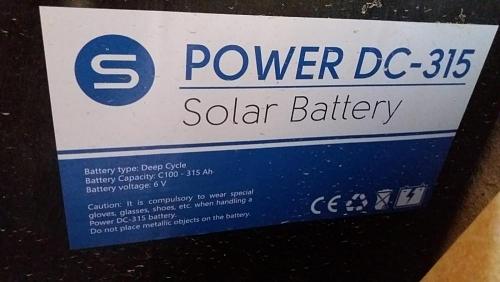 S
POWER DC-315
Solar Battery
Battery type: Deep Cycle
Battery Capacity: C100 - 315 Ah
Battery voltage: 6 V
Caution: It is compulsory to wear special
gloves, glasses, shoes, etc. when handling a
Power DC-315 battery.
Do not place metallic objects on the battery.
CE